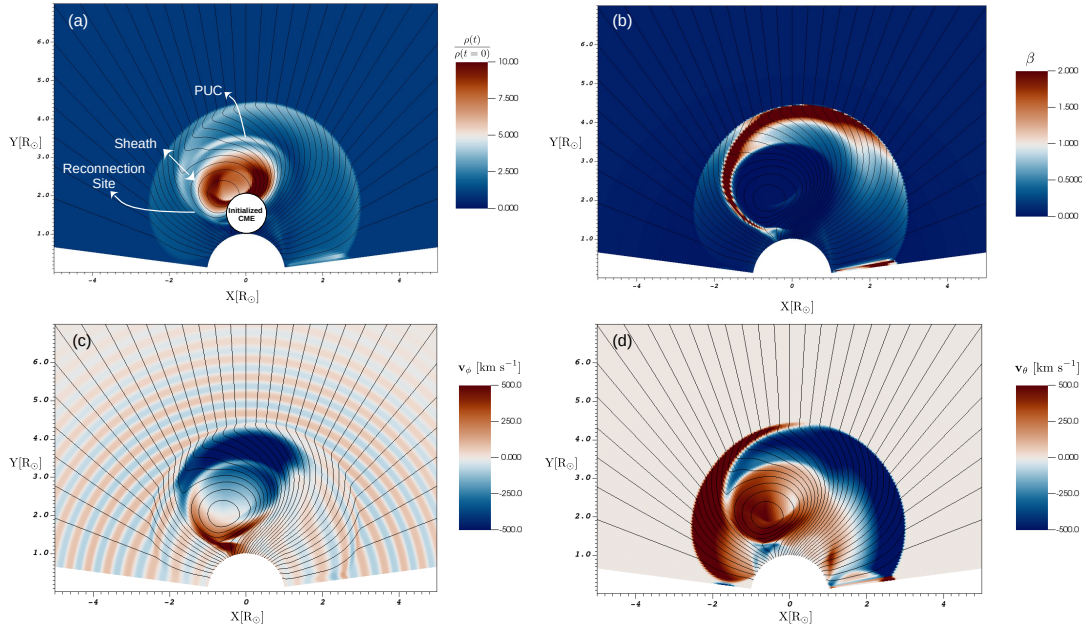 (a)
PUC
Sheath
Reconnection
Site
Initialized
CME
Y[R☉]
7.0
6.0
5.0
4.0
3.0
2.0
1.0
-4
-2
0
2
4
X[R☉]
ρ(t)
ρ(t = 0)
10.00
7.500
5.000
2.500
0.000
(b)
Y[R☉]
6.0
5.0
4.0
3.0
2.0
1.0
-4
-2
0
2
4
X[R☉]
β
2.000
1.500
1.000
0.500
0.000
(c)
Y[R☉]
6.0
5.0
4.0
3.0
2.0
1.0
-4
-2
0
2
4
X[R☉]
vϕ [km s⁻¹]
500.0
250.0
0.000
-250.0
-500.0
(d)
Y[R☉]
6.0
5.0
4.0
3.0
2.0
1.0
-4
-2
0
2
4
X[R☉]
vθ [km s⁻¹]
500.0
250.0
0.000
-250.0
-500.0